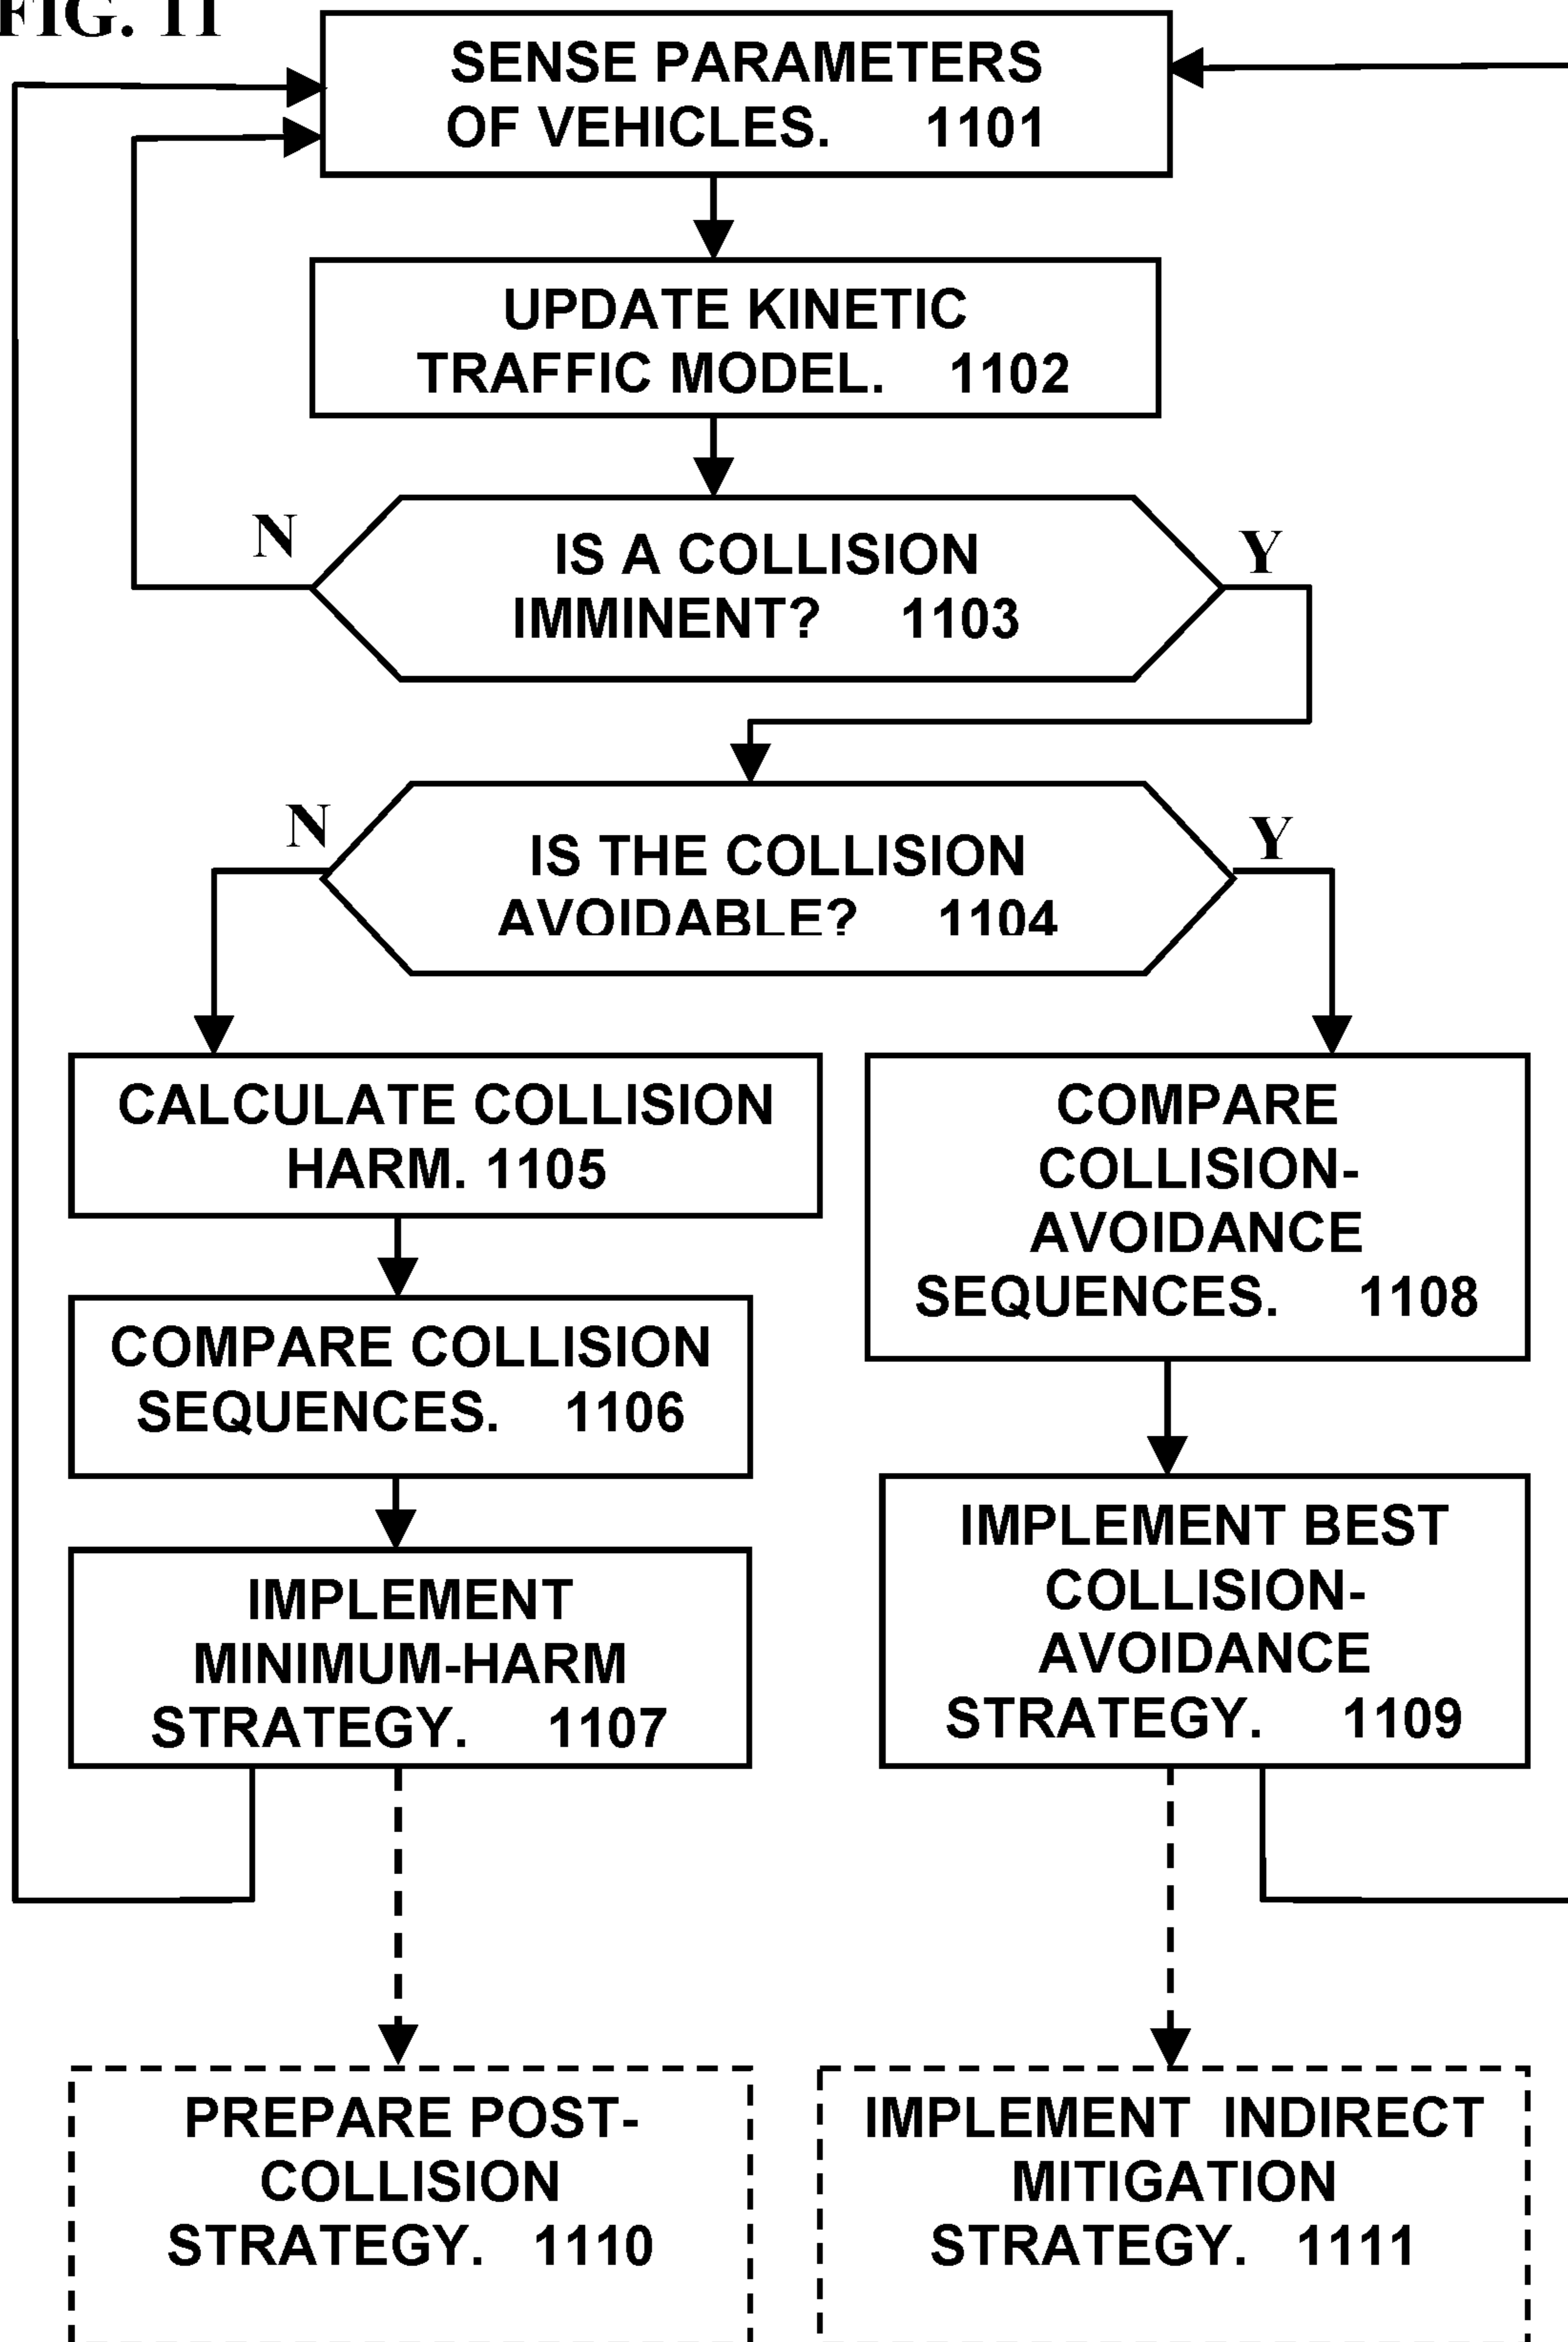 FIG. 11
SENSE PARAMETERS
OF VEHICLES. 1101
UPDATE KINETIC
TRAFFIC MODEL. 1102
N
IS A COLLISION
IMMINENT? 1103
Y
N
IS THE COLLISION
AVOIDABLE? 1104
Y
CALCULATE COLLISION
HARM. 1105
COMPARE COLLISION
SEQUENCES. 1106
IMPLEMENT
MINIMUM-HARM
STRATEGY. 1107
COMPARE
COLLISION-
AVOIDANCE
SEQUENCES. 1108
IMPLEMENT BEST
COLLISION-
AVOIDANCE
STRATEGY. 1109
PREPARE POST-
COLLISION
STRATEGY. 1110
IMPLEMENT INDIRECT
MITIGATION
STRATEGY. 1111